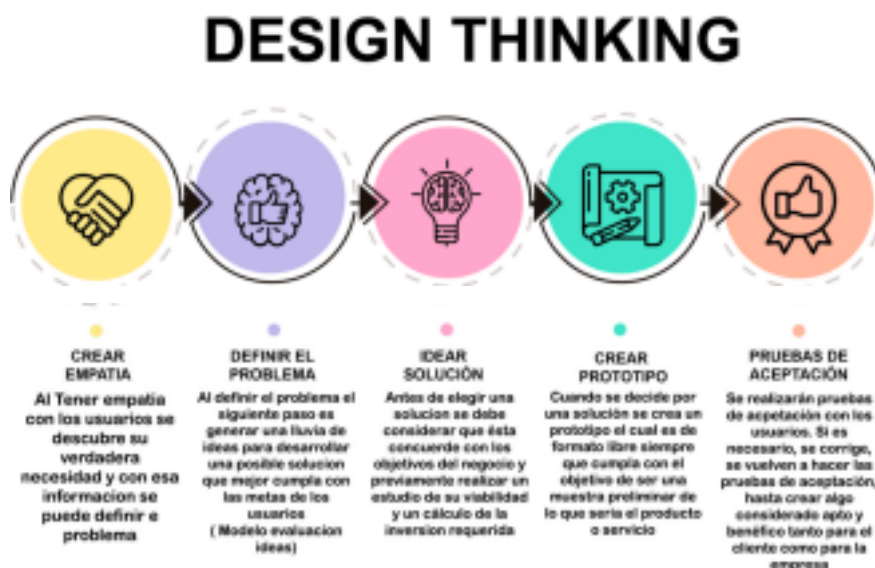 DESIGN THINKING
CREAR
EMPATIA
Al Tener empatia
con los usuarios se
descubre su
verdadera
necesidad y con esa
informacion se
puede definir e
problema
DEFINIR EL
PROBLEMA
Al definir el problema el
siguiente paso es
generar una lluvia de
ideas para desarrollar
una posible solucion
que mejor cumpla con
las metas de los
usuarios
( Modelo evaluacion
ideas)
IDEAR
SOLUCIÓN
Antes de elegir una
solucion se debe
considerar que ésta
concuerde con los
objetivos del negocio y
previamente realizar un
estudio de su viabilidad
y un cálculo de la
inversion requerida
CREAR
PROTOTIPO
Cuando se decide por
una solución se crea un
prototipo el cual es de
formato libre siempre
que cumpla con el
objetivo de ser una
muestra preliminar de
lo que seria el producto
o servicio
PRUEBAS DE
ACEPTACIÓN
Se realizarán pruebas
de acpetación con los
usuarios. Si es
necesario, se corrige,
se vuelven a hacer las
pruebas de aceptación,
hasta crear algo
considerado apto y
benéfico tanto para el
cliente como para la
empresa